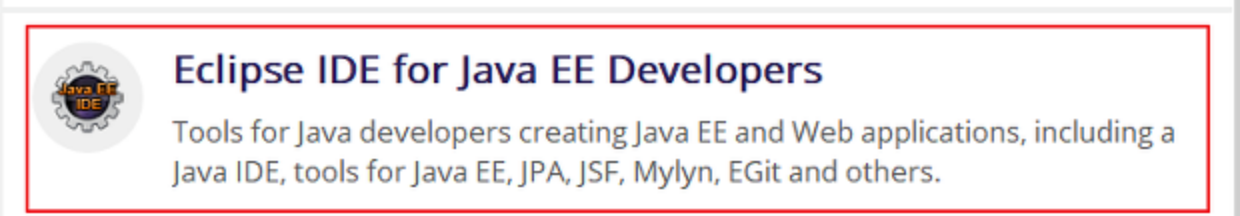 Java EE
IDE
Eclipse IDE for Java EE Developers
Tools for Java developers creating Java EE and Web applications, including a
Java IDE, tools for Java EE, JPA, JSF, Mylyn, EGit and others.